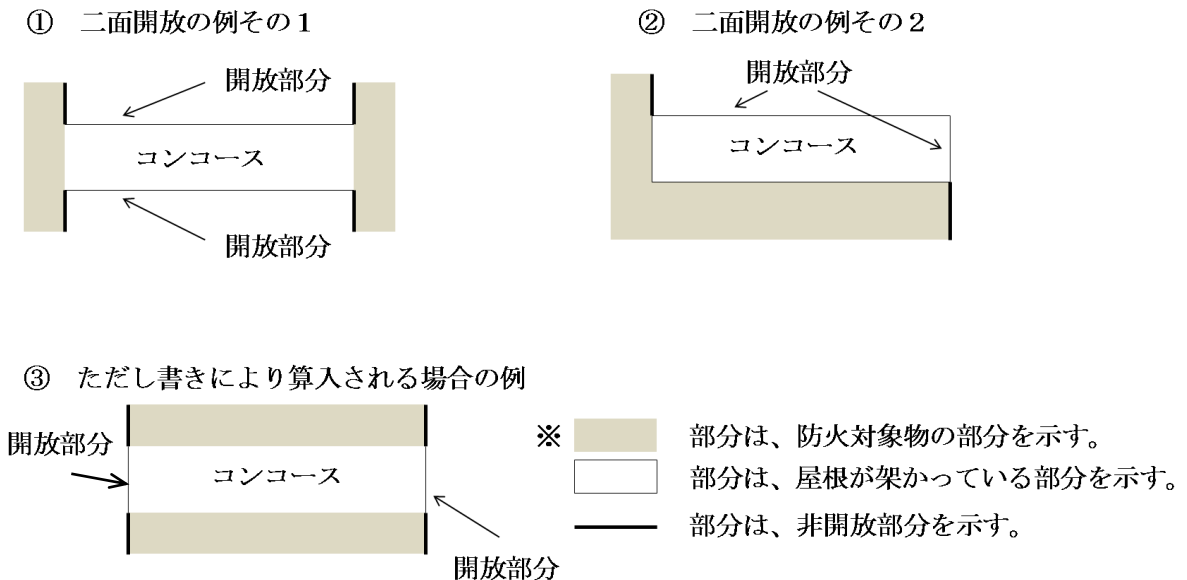 ① 二面開放の例その1
② 二面開放の例その2
開放部分
コンコース
開放部分
開放部分
コンコース
③ ただし書きにより算入される場合の例
開放部分
コンコース
開放部分
※ 部分は、防火対象物の部分を示す。
部分は、屋根が架かっている部分を示す。
部分は、非開放部分を示す。